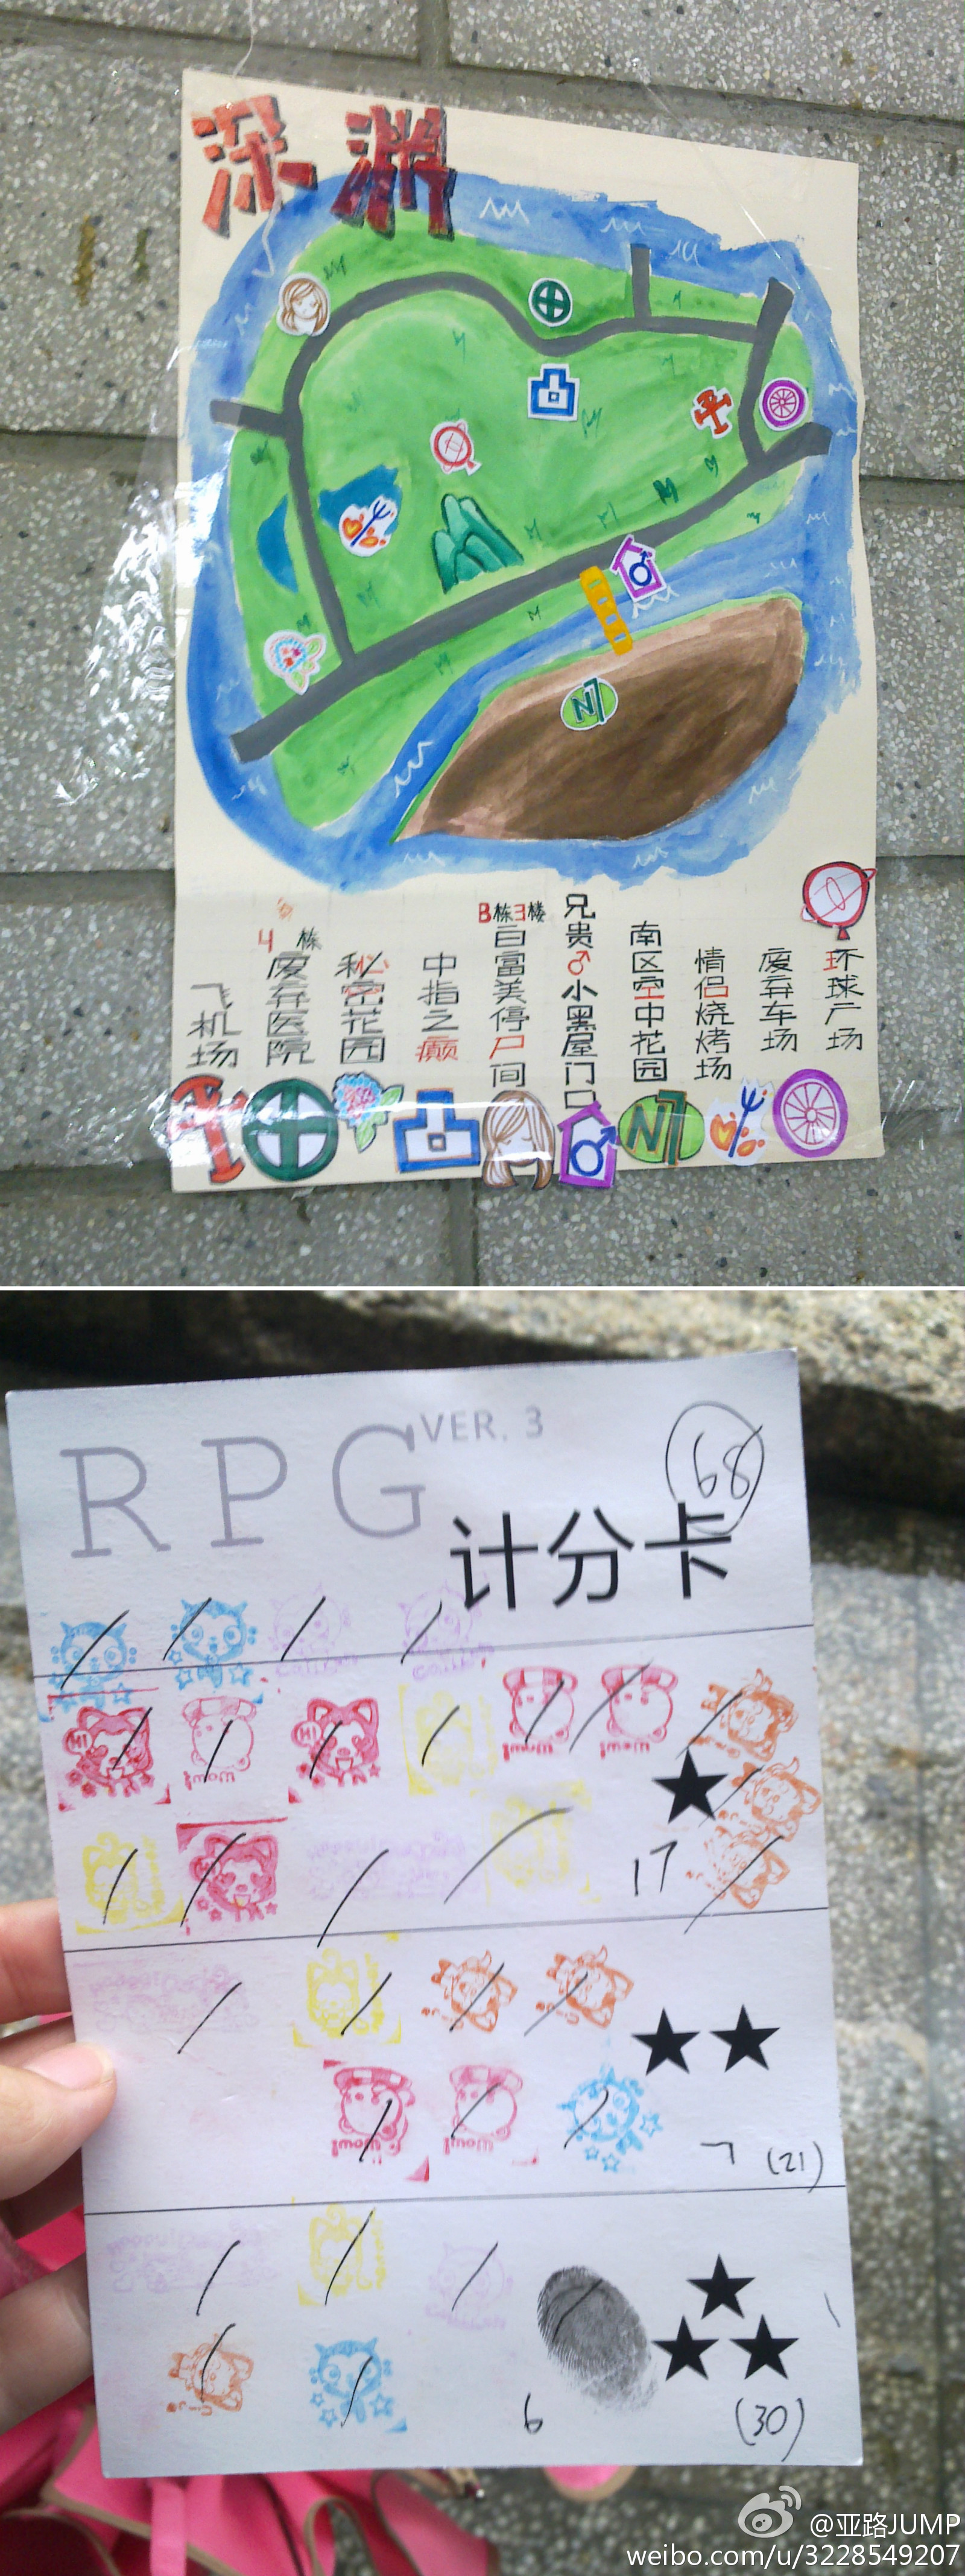 深渊
飞机场
4栋
废弃医院
秘密花园
中指之癫
B栋3楼
白富美停尸间
兄贵♂小黑屋门口
南区空中花园
情侣烧烤场
废弃车场
环球广场
N
RPG VER. 3
68
计分卡
HI
★
17
★★
7 (21)
★
★★
6
(30)
@亚路JUMP
weibo.com/u/3228549207